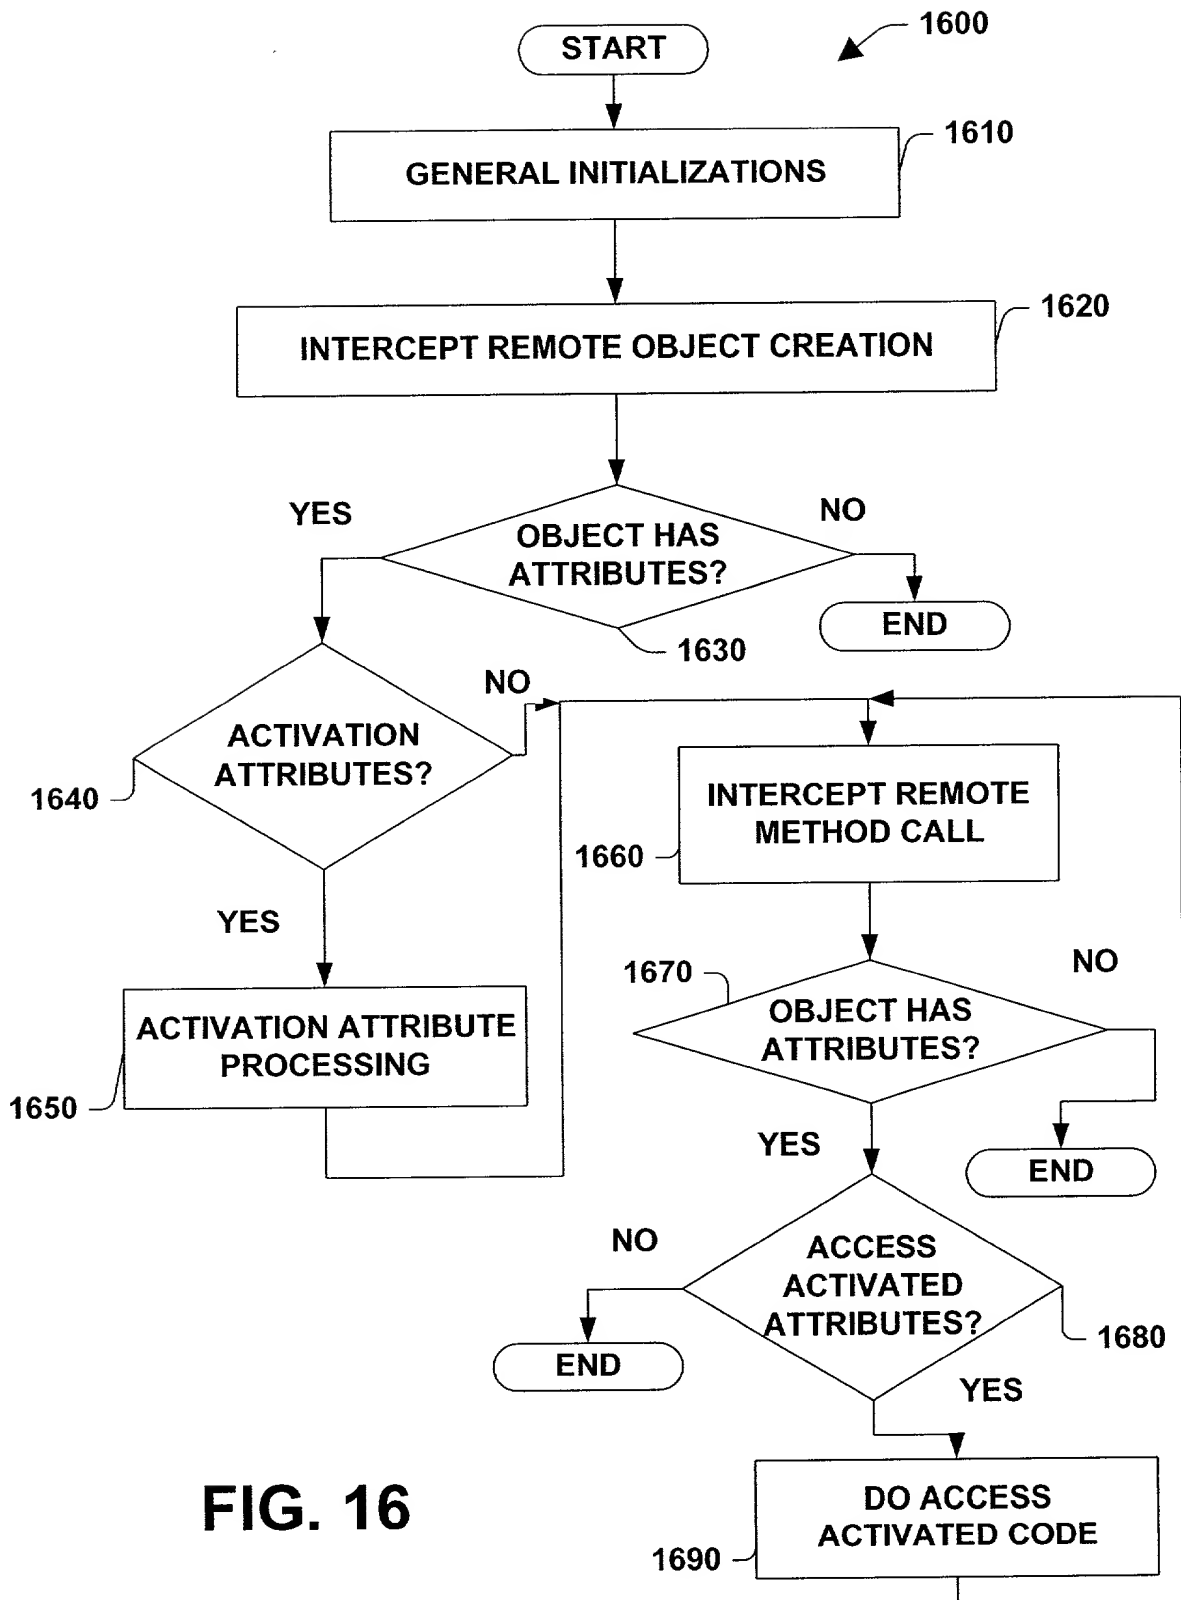 1600
START
1610
GENERAL INITIALIZATIONS
1620
INTERCEPT REMOTE OBJECT CREATION
YES
NO
OBJECT HAS
ATTRIBUTES?
END
1630
NO
ACTIVATION
ATTRIBUTES?
1640
INTERCEPT REMOTE
METHOD CALL
1660
YES
1670
NO
OBJECT HAS
ATTRIBUTES?
ACTIVATION ATTRIBUTE
PROCESSING
1650
YES
END
NO
ACCESS
ACTIVATED
ATTRIBUTES?
1680
END
YES
DO ACCESS
ACTIVATED CODE
1690
FIG. 16